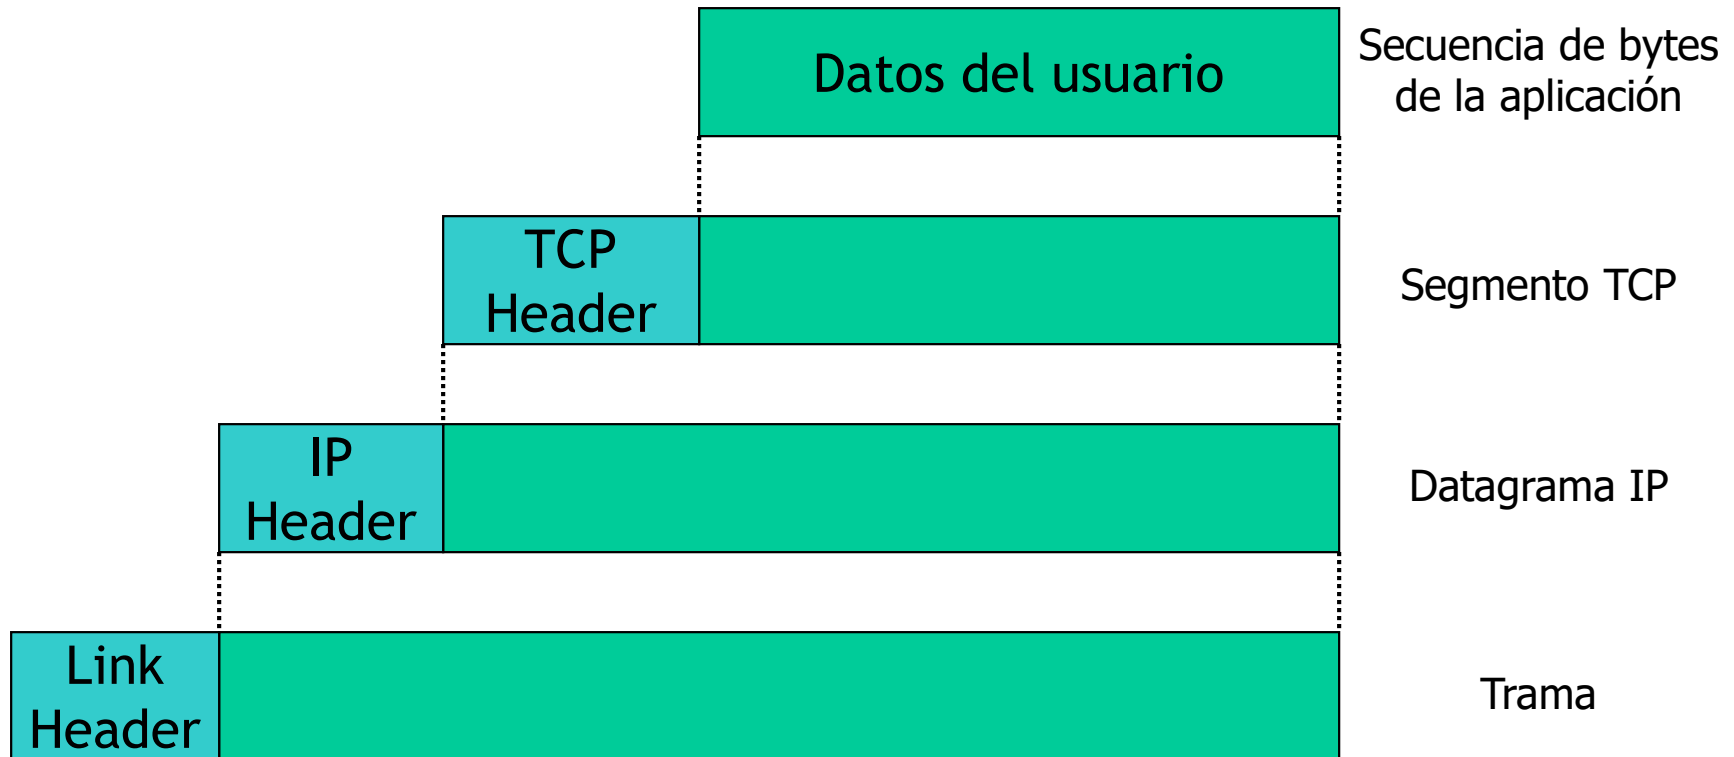 Datos del usuario
Secuencia de bytes
de la aplicación
TCP
Header
Segmento TCP
IP
Header
Datagrama IP
Link
Header
Trama